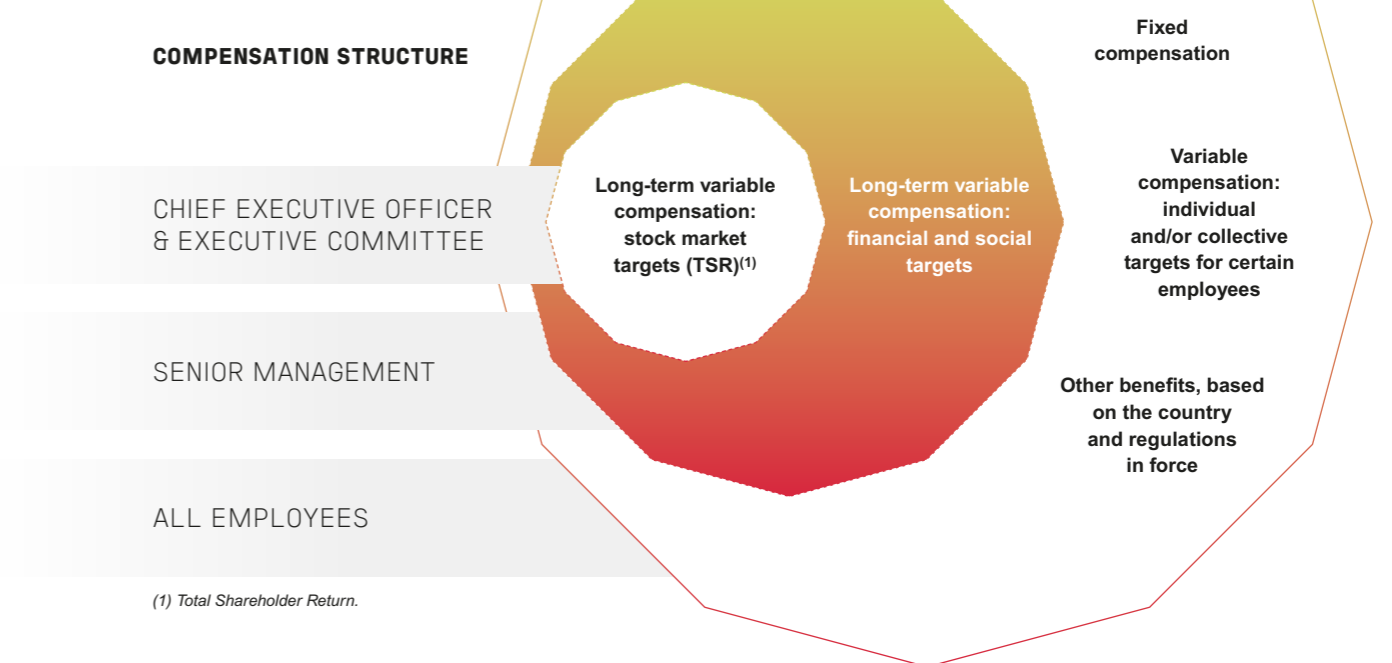 COMPENSATION STRUCTURE
Fixed
compensation
CHIEF EXECUTIVE OFFICER
& EXECUTIVE COMMITTEE
Long-term variable
compensation:
stock market
targets (TSR)(1)
Long-term variable
compensation:
financial and social
targets
Variable
compensation:
individual
and/or collective
targets for certain
employees
SENIOR MANAGEMENT
Other benefits, based
on the country
and regulations
in force
ALL EMPLOYEES
(1) Total Shareholder Return.